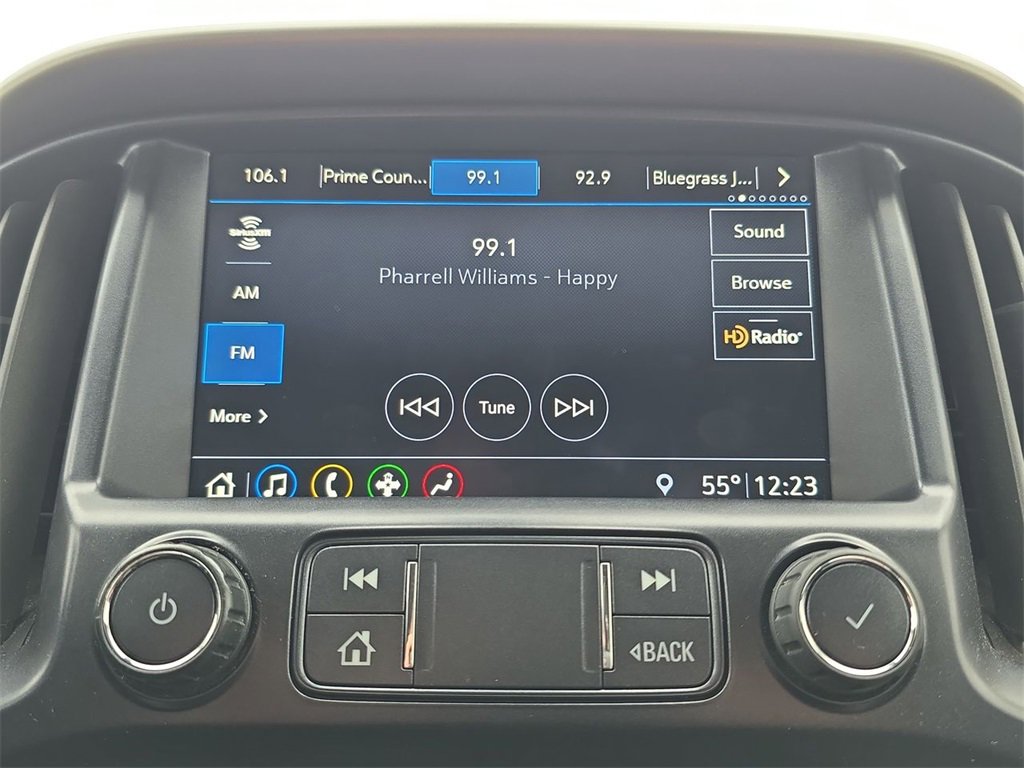 106.1 Prime Coun... 99.1 92.9 Bluegrass J...
SiriusXM
AM
FM
More
99.1
Pharrell Williams - Happy
Sound
Browse
HD Radio
Tune
55° 12:23
BACK